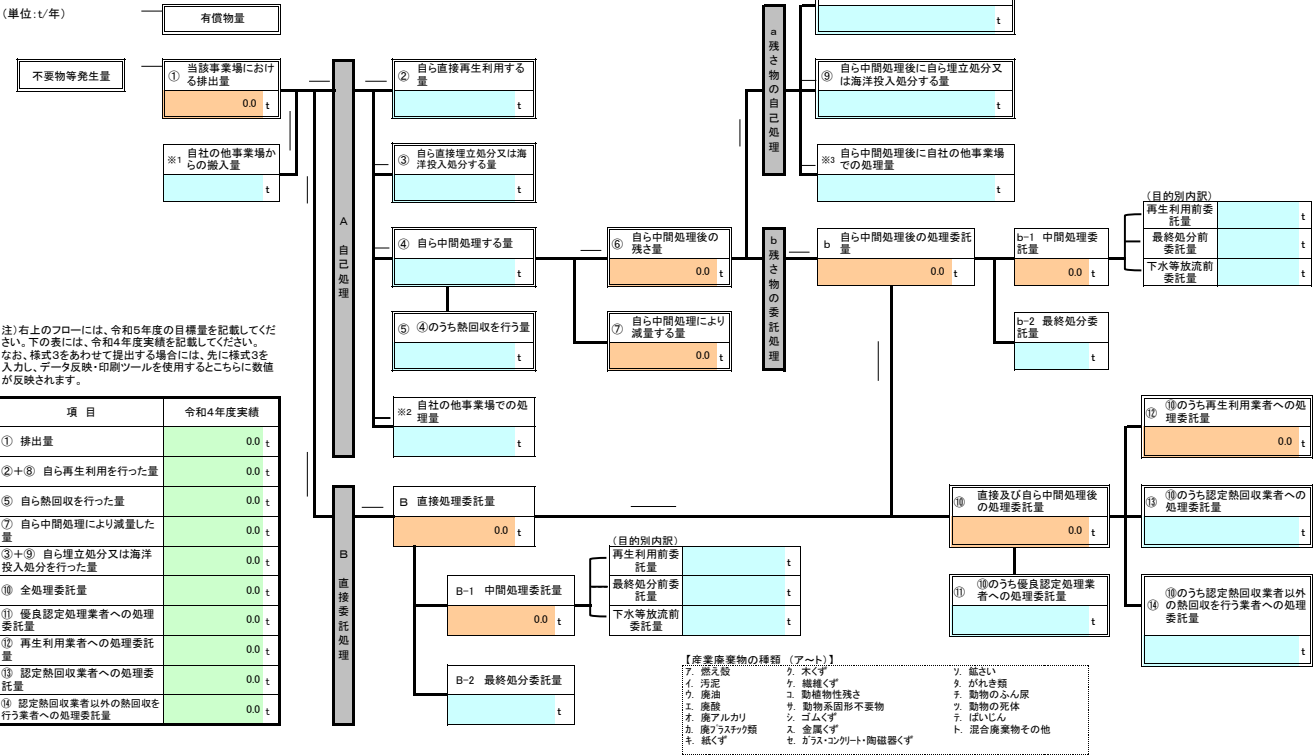 (単位:t/年)
有償物量
不要物等発生量
① 当該事業場におけ
る排出量
0.0 t
※1 自社の他事業場か
らの搬入量
t
A 自己処理
② 自ら直接再生利用する
量
t
③ 自ら直接埋立処分又は海
洋投入処分する量
t
④ 自ら中間処理する量
t
⑤ ④のうち熱回収を行う量
t
※2 自社の他事業場での処
理量
t
⑥ 自ら中間処理後の
残さ量
0.0 t
⑦ 自ら中間処理により
減量する量
0.0 t
a 残さ物の自己処理
t
⑨ 自ら中間処理後に自ら埋立処分又
は海洋投入処分する量
t
※3 自ら中間処理後に自社の他事業場
での処理量
t
b 残さ物の委託処理
b 自ら中間処理後の処理委託
量
0.0 t
b-1 中間処理委
託量
0.0 t
b-2 最終処分委
託量
t
(目的別内訳)
再生利用前委
託量
t
最終処分前
委託量
t
下水等放流前
委託量
t
注)右上のフローには、令和5年度の目標量を記載してくだ
さい。下の表には、令和4年度実績を記載してください。
なお、様式3をあわせて提出する場合には、先に様式3を
入力し、データ反映・印刷ツールを使用するとこちらに数値
が反映されます。
項 目 令和4年度実績
① 排出量 0.0 t
②+⑧ 自ら再生利用を行った量 0.0 t
⑤ 自ら熱回収を行った量 0.0 t
⑦ 自ら中間処理により減量した
量 0.0 t
③+⑨ 自ら埋立処分又は海洋
投入処分を行った量 0.0 t
⑩ 全処理委託量 0.0 t
⑪ 優良認定処理業者への処理
委託量 0.0 t
⑫ 再生利用業者への処理委託
量 0.0 t
⑬ 認定熱回収業者への処理委
託量 0.0 t
⑭ 認定熱回収業者以外の熱回収を
行う業者への処理委託量 0.0 t
B 直接委託処理
B 直接処理委託量
0.0 t
B-1 中間処理委託量
0.0 t
B-2 最終処分委託量
t
(目的別内訳)
再生利用前委
託量
t
最終処分前委
託量
t
下水等放流前
委託量
t
⑩ 直接及び自ら中間処理後
の処理委託量
0.0 t
⑪ ⑩のうち優良認定処理業
者への処理委託量
t
⑫ ⑩のうち再生利用業者への処
理委託量
0.0 t
⑬ ⑩のうち認定熱回収業者への
処理委託量
t
⑭ ⑩のうち認定熱回収業者以外
の熱回収を行う業者への処理
委託量
t
【産業廃棄物の種類 (ア~ト)】
ア. 燃え殻 ク. 木くず ソ. 鉱さい
イ. 汚泥 ケ. 繊維くず タ. がれき類
ウ. 廃油 コ. 動植物性残さ チ. 動物のふん尿
エ. 廃酸 サ. 動物系固形不要物 ツ. 動物の死体
オ. 廃アルカリ シ. ゴムくず テ. ばいじん
カ. 廃プラスチック類 ス. 金属くず ト. 混合廃棄物その他
キ. 紙くず セ. ガラス・コンクリート・陶磁器くず